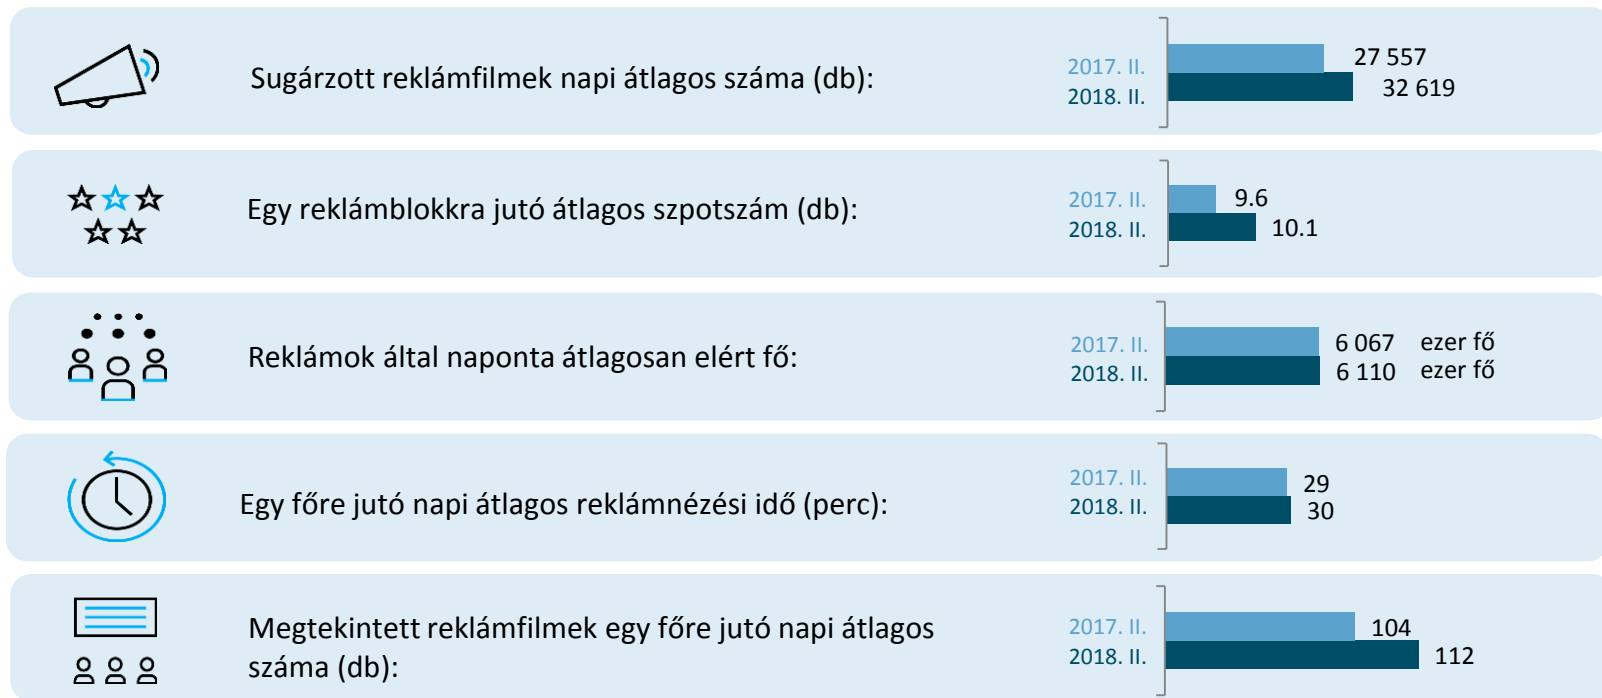 Sugárzott reklámfilmek napi átlagos száma (db):
2017. II.
27 557
2018. II.
32 619
Egy reklámblokkra jutó átlagos szpotszám (db):
2017. II.
9.6
2018. II.
10.1
Reklámok által naponta átlagosan elért fő:
2017. II.
6 067 ezer fő
2018. II.
6 110 ezer fő
Egy főre jutó napi átlagos reklámnézési idő (perc):
2017. II.
29
2018. II.
30
Megtekintett reklámfilmek egy főre jutó napi átlagos
száma (db):
2017. II.
104
2018. II.
112